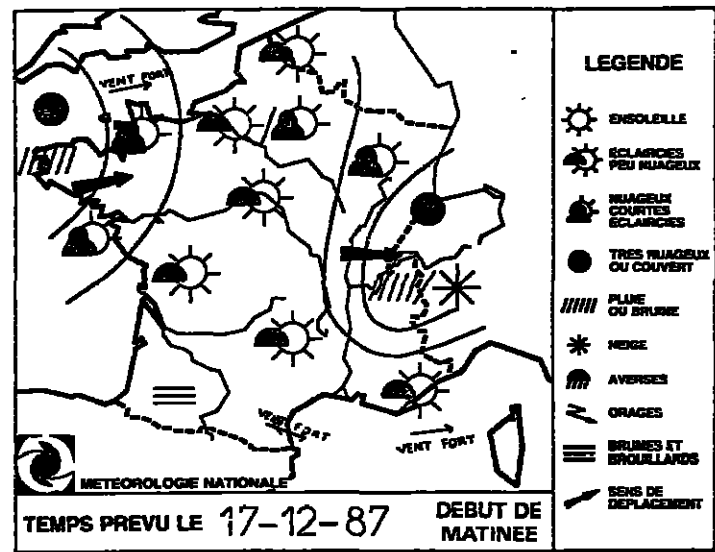 VENT FORT
VENT FORT
VENT FORT
METEOROLOGIE NATIONALE
TEMPS PREVU LE 17-12-87 DEBUT DE
MATINEE
LEGENDE
ENSOLEILLE
ECLAIRCIES
PEU NUAGEUX
NUAGEUX
COURTES
ECLAIRCIES
TRES NUAGEUX
OU COUVERT
PLUIE
OU BRUINE
NEIGE
AVERSES
ORAGES
BRUMES ET
BROUILLARDS
SENS DE
DEPLACEMENT